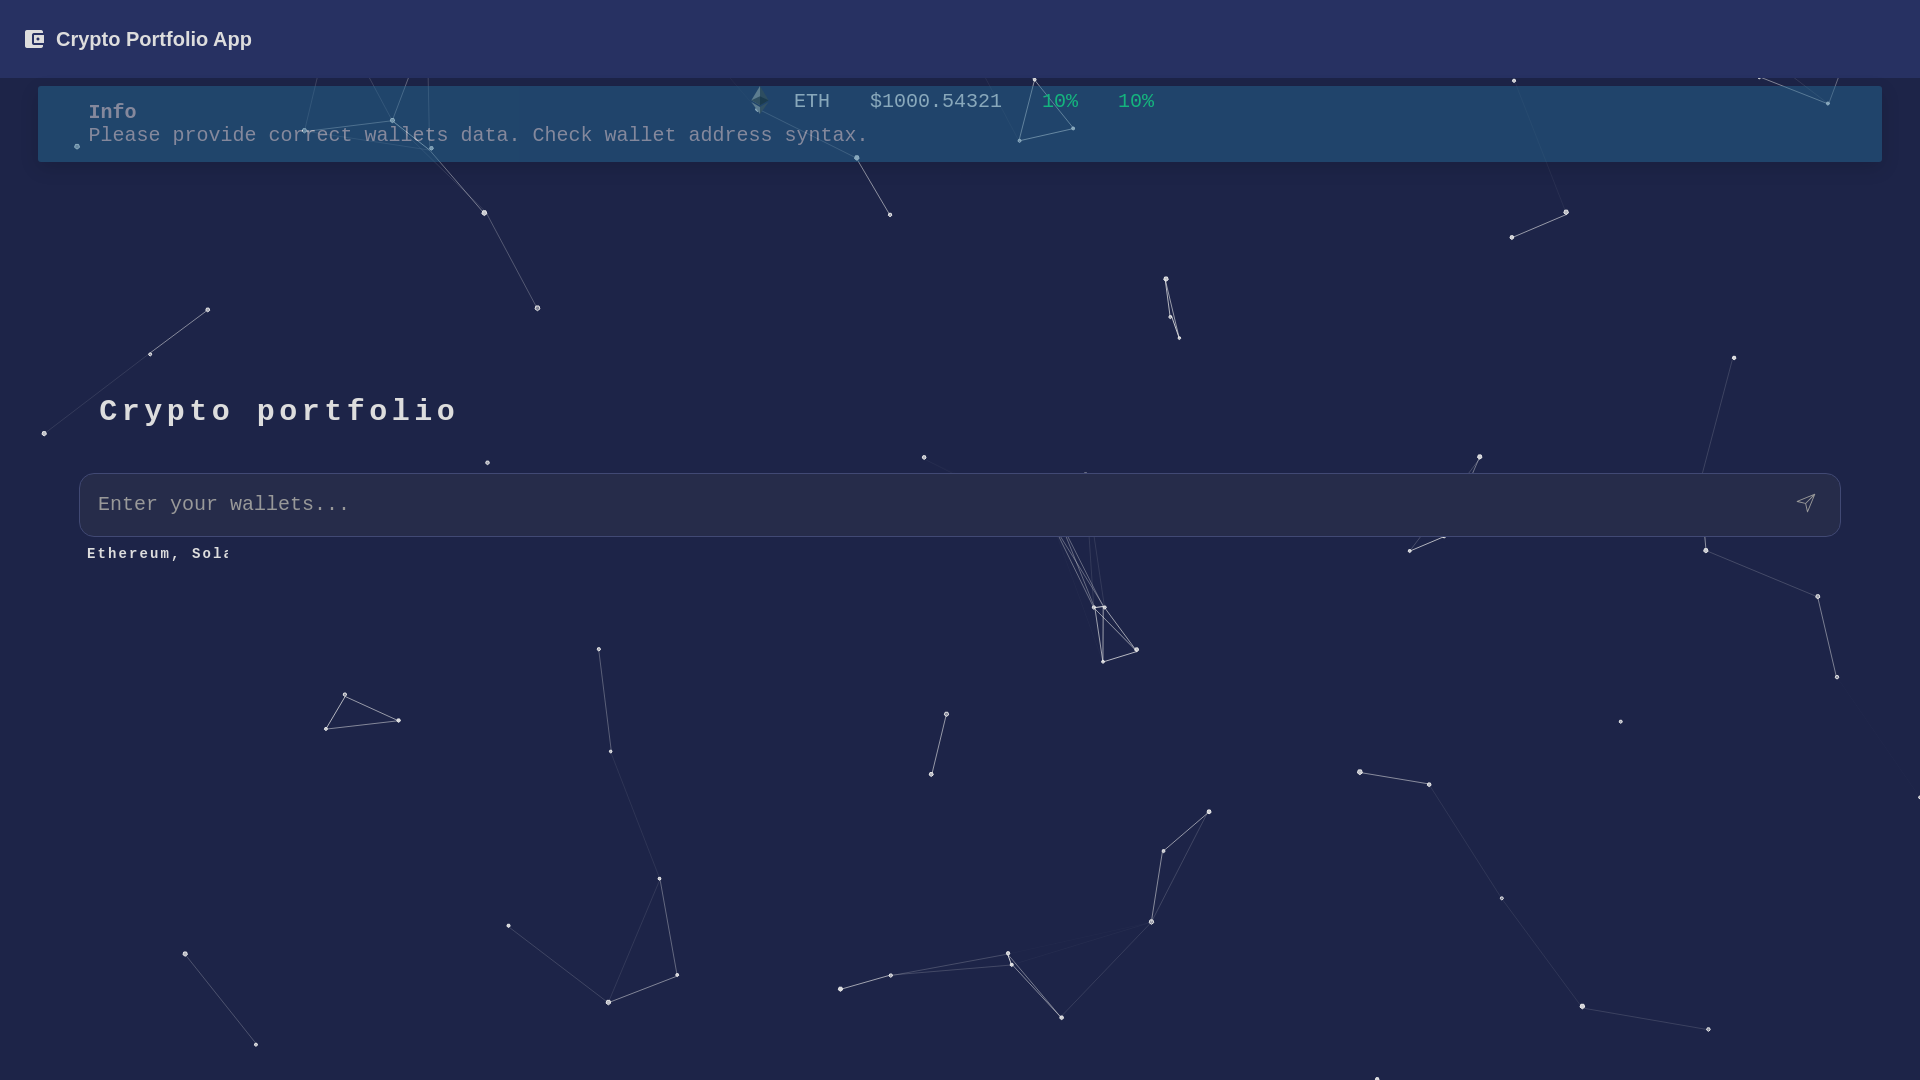 Crypto Portfolio App
Info
ETH $1000.54321 10% 10%
Please provide correct wallets data. Check wallet address syntax.
Crypto portfolio
Enter your wallets...
Ethereum, Sola